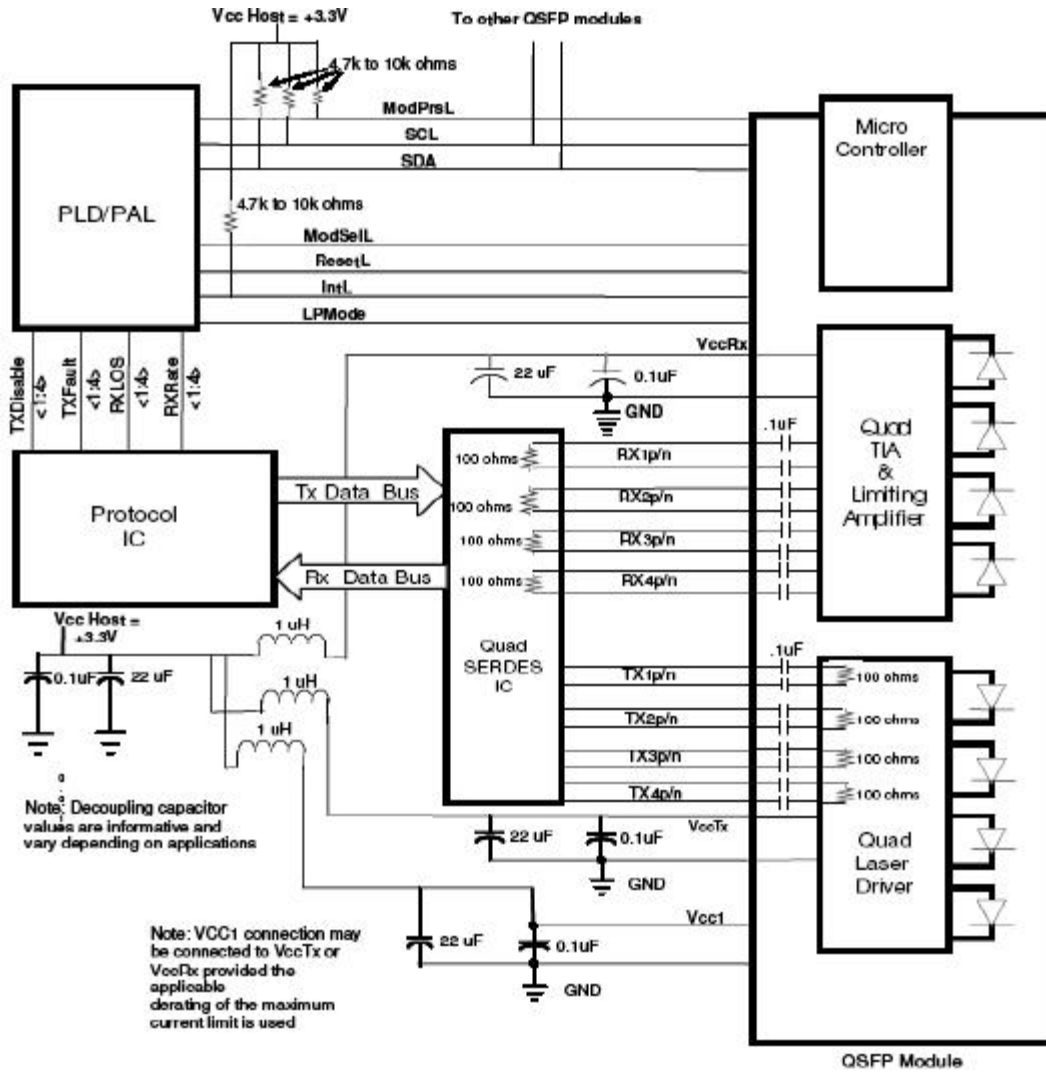 Vcc Host = +3.3V
To other QSFP modules
4.7k to 10k ohms
ModPrsL
SCL
SDA
Micro
Controller
PLD/PAL
4.7k to 10k ohms
ModSelL
ResetL
IntL
LPMode
TXDisable
<1:4>
TXFault
<1:4>
RXLOS
<1:4>
RXRate
<1:4>
VccRx
22 uF
0.1uF
GND
.1uF
Quad
TIA
&
Limiting
Amplifier
100 ohms
RX1p/n
100 ohms
RX2p/n
100 ohms
RX3p/n
100 ohms
RX4p/n
Tx Data Bus
Protocol
IC
Rx Data Bus
Vcc Host =
+3.3V
1 uH
0.1uF
22 uF
1uH
1 uH
Quad
SERDES
IC
.1uF
TX1p/n
100 ohms
TX2p/n
100 ohms
TX3p/n
100 ohms
TX4p/n
100 ohms
Note: Decoupling capacitor
values are informative and
vary depending on applications
VccTx
22 uF
0.1uF
GND
Quad
Laser
Driver
Vcc1
22 uF
0.1uF
GND
Note: VCC1 connection may
be connected to VccTx or
VccRx provided the
applicable
derating of the maximum
current limit is used
QSFP Module